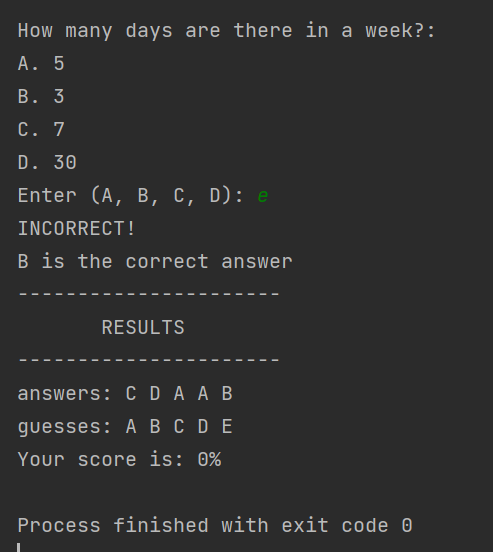 How many days are there in a week?:
A. 5
B. 3
C. 7
D. 30
Enter (A, B, C, D): e
INCORRECT!
B is the correct answer
----------------------
RESULTS
----------------------
answers: C D A A B
guesses: A B C D E
Your score is: 0%
Process finished with exit code 0